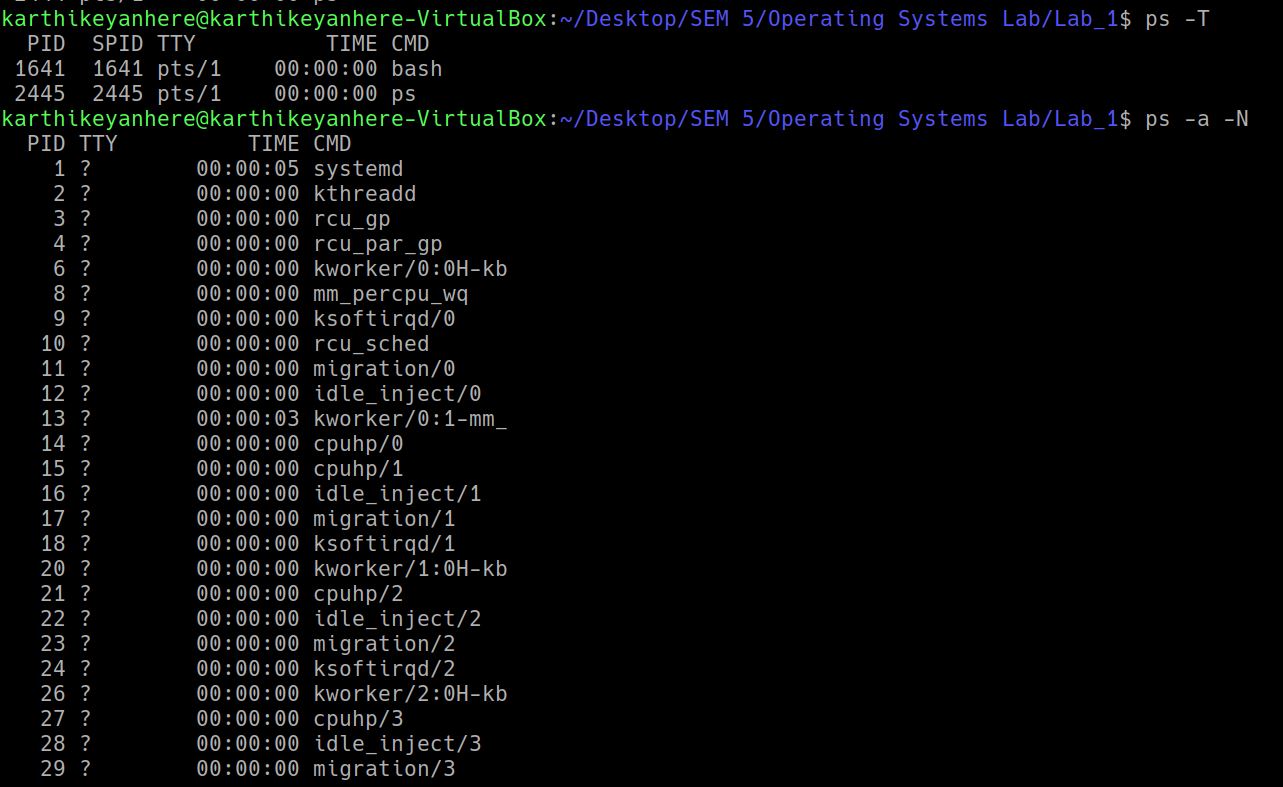 karthikeyanhere@karthikeyanhere-VirtualBox:~/Desktop/SEM 5/Operating Systems Lab/Lab_1$ ps -T
    PID    SPID TTY          TIME CMD
   1641    1641 pts/1    00:00:00 bash
   2445    2445 pts/1    00:00:00 ps
karthikeyanhere@karthikeyanhere-VirtualBox:~/Desktop/SEM 5/Operating Systems Lab/Lab_1$ ps -a -N
    PID TTY          TIME CMD
      1 ?        00:00:05 systemd
      2 ?        00:00:00 kthreadd
      3 ?        00:00:00 rcu_gp
      4 ?        00:00:00 rcu_par_gp
      6 ?        00:00:00 kworker/0:0H-kb
      8 ?        00:00:00 mm_percpu_wq
      9 ?        00:00:00 ksoftirqd/0
     10 ?        00:00:00 rcu_sched
     11 ?        00:00:00 migration/0
     12 ?        00:00:00 idle_inject/0
     13 ?        00:00:03 kworker/0:1-mm_
     14 ?        00:00:00 cpuhp/0
     15 ?        00:00:00 cpuhp/1
     16 ?        00:00:00 idle_inject/1
     17 ?        00:00:00 migration/1
     18 ?        00:00:00 ksoftirqd/1
     20 ?        00:00:00 kworker/1:0H-kb
     21 ?        00:00:00 cpuhp/2
     22 ?        00:00:00 idle_inject/2
     23 ?        00:00:00 migration/2
     24 ?        00:00:00 ksoftirqd/2
     26 ?        00:00:00 kworker/2:0H-kb
     27 ?        00:00:00 cpuhp/3
     28 ?        00:00:00 idle_inject/3
     29 ?        00:00:00 migration/3